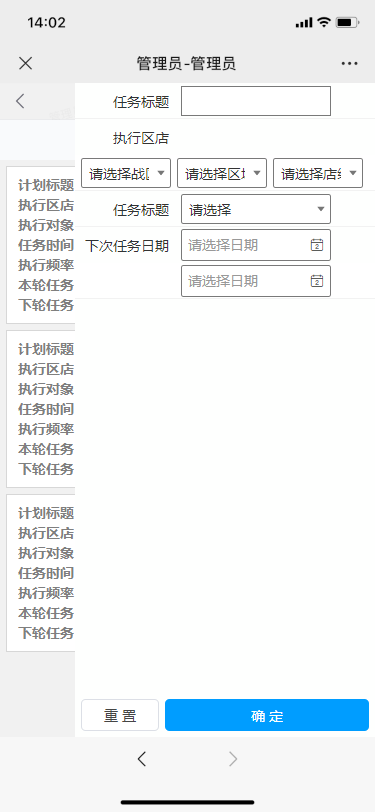 14:02
管理员-管理员
任务标题
执行区店
请选择战
请选择区
请选择店
任务标题
请选择
下次任务日期
请选择日期
请选择日期
计划标题
执行区店
执行对象
任务时间
执行频率
本轮任务
下轮任务
计划标题
执行区店
执行对象
任务时间
执行频率
本轮任务
下轮任务
计划标题
执行区店
执行对象
任务时间
执行频率
本轮任务
下轮任务
重置
确定